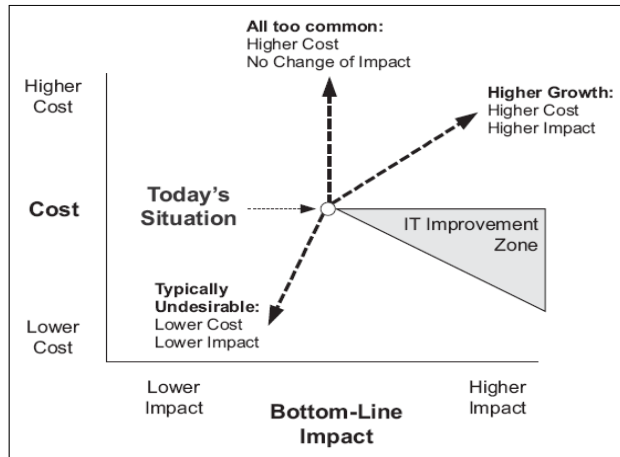 All too common:
Higher Cost
No Change of Impact
Higher
Cost
Higher Growth:
Higher Cost
Higher Impact
Cost
Today's
Situation
IT Improvement
Zone
Typically
Undesirable:
Lower Cost
Lower Impact
Lower
Cost
Lower
Impact
Bottom-Line
Impact
Higher
Impact